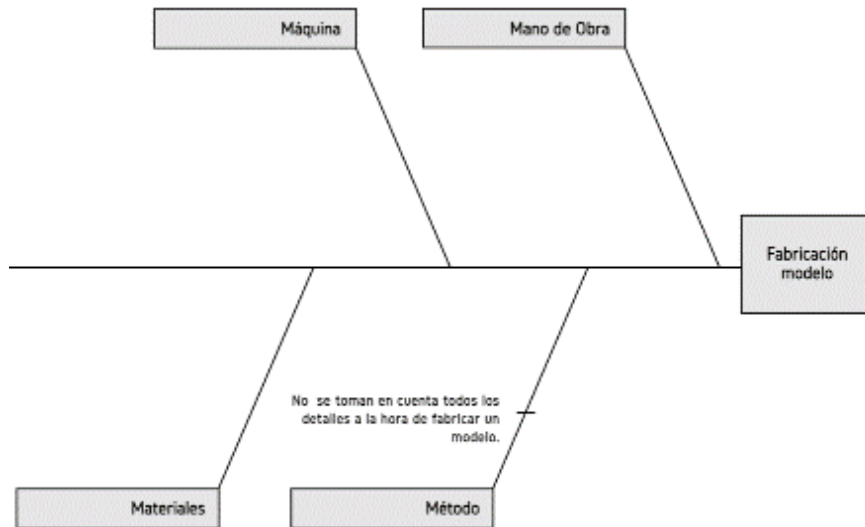 Máquina
Mano de Obra
Fabricación
modelo
No se toman en cuenta todos los
detalles a la hora de fabricar un
modelo.
Materiales
Método